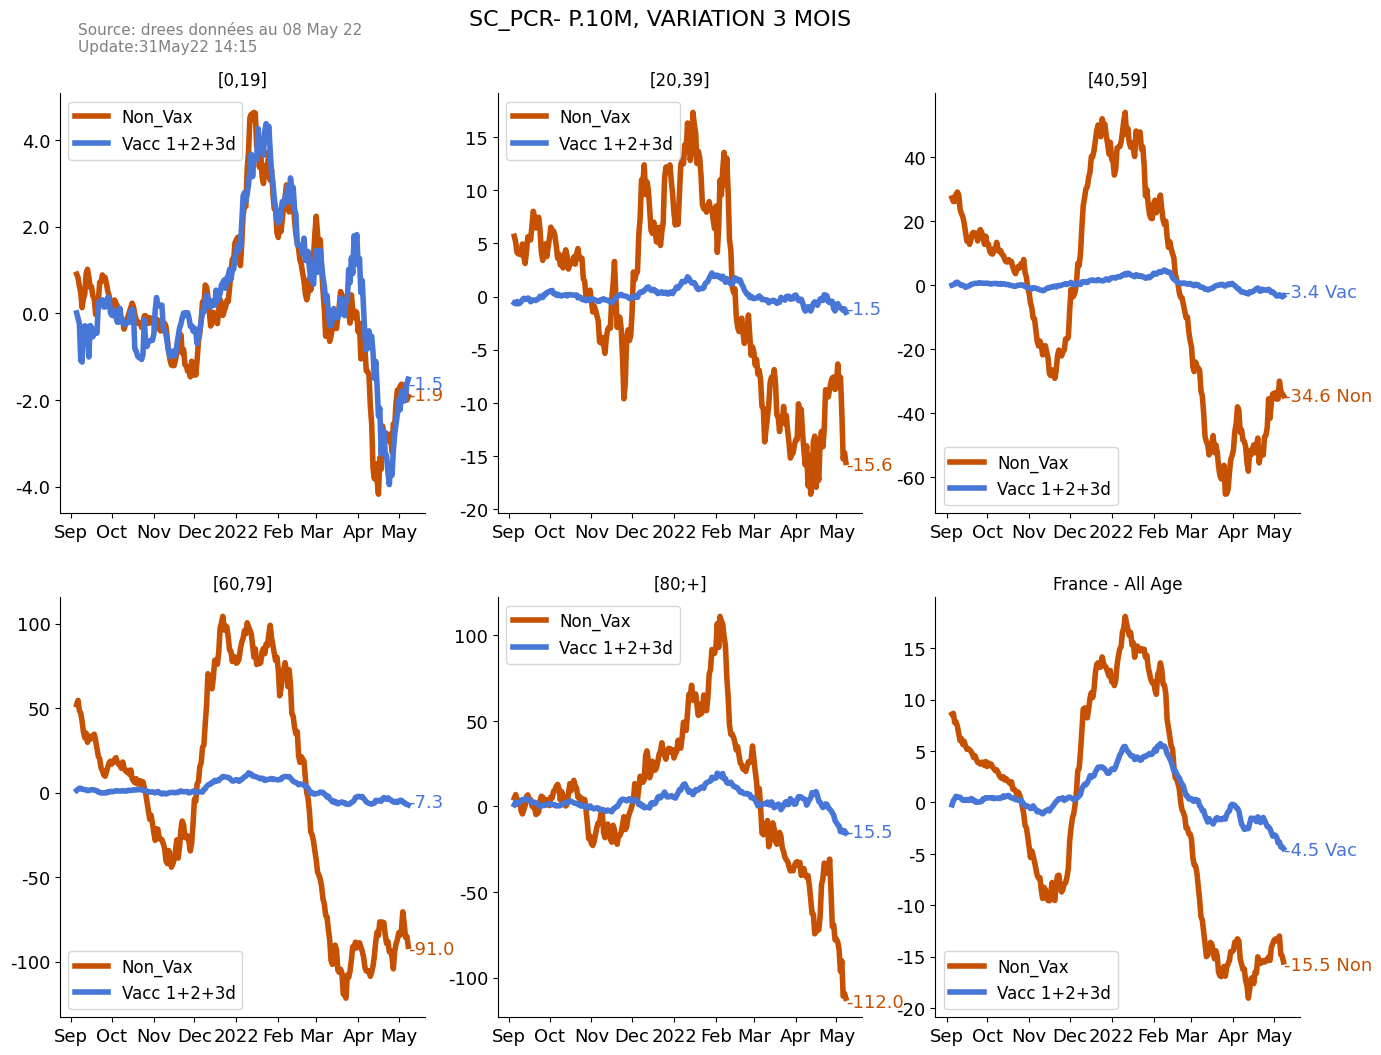 SC_PCR- P.10M, VARIATION 3 MOIS
Source: drees données au 08 May 22
Update:31May22 14:15
[0,19]
Non_Vax
Vacc 1+2+3d
4.0
2.0
0.0
-2.0
-4.0
-1.5
-1.9
Sep Oct Nov Dec 2022 Feb Mar Apr May
[20,39]
Non_Vax
Vacc 1+2+3d
15
10
5
0
-5
-10
-15
-20
-1.5
-15.6
Sep Oct Nov Dec 2022 Feb Mar Apr May
[40,59]
40
20
0
-20
-40
-60
-3.4 Vac
-34.6 Non
Non_Vax
Vacc 1+2+3d
Sep Oct Nov Dec 2022 Feb Mar Apr May
[60,79]
100
50
0
-50
-100
-7.3
-91.0
Non_Vax
Vacc 1+2+3d
Sep Oct Nov Dec 2022 Feb Mar Apr May
[80;+]
Non_Vax
Vacc 1+2+3d
100
50
0
-50
-100
-15.5
-112.0
Sep Oct Nov Dec 2022 Feb Mar Apr May
France - All Age
15
10
5
0
-5
-10
-15
-20
-4.5 Vac
-15.5 Non
Non_Vax
Vacc 1+2+3d
Sep Oct Nov Dec 2022 Feb Mar Apr May